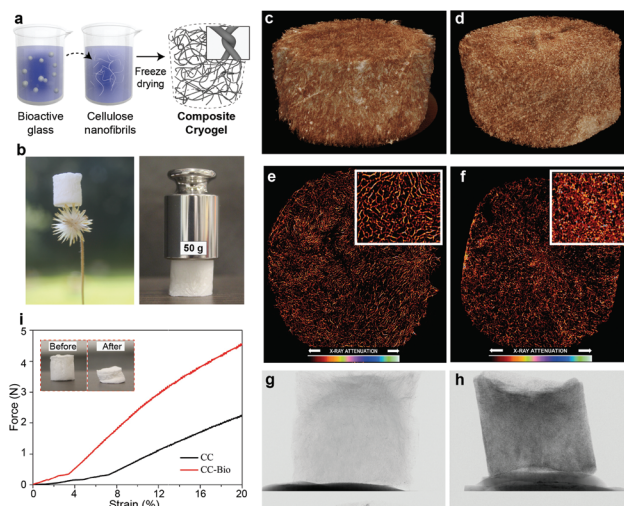 a
Bioactive
glass
Cellulose
nanofibrils
Freeze
drying
Composite
Cryogel
b
50 g
c
d
e
X-RAY ATTENUATION
f
X-RAY ATTENUATION
g
h
i
Before
After
Force (N)
5
4
3
2
1
0
CC
CC-Bio
0
4
8
12
16
20
Strain (%)